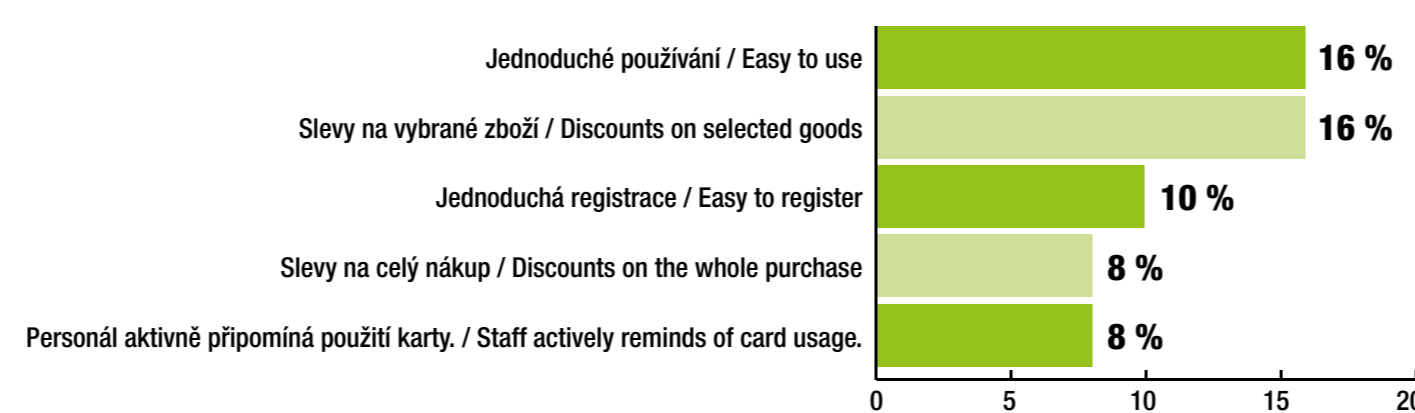 Jednoduché používání / Easy to use 16 %
Slevy na vybrané zboží / Discounts on selected goods 16 %
Jednoduchá registrace / Easy to register 10 %
Slevy na celý nákup / Discounts on the whole purchase 8 %
Personál aktivně připomíná použití karty. / Staff actively reminds of card usage. 8 %
0 5 10 15 20